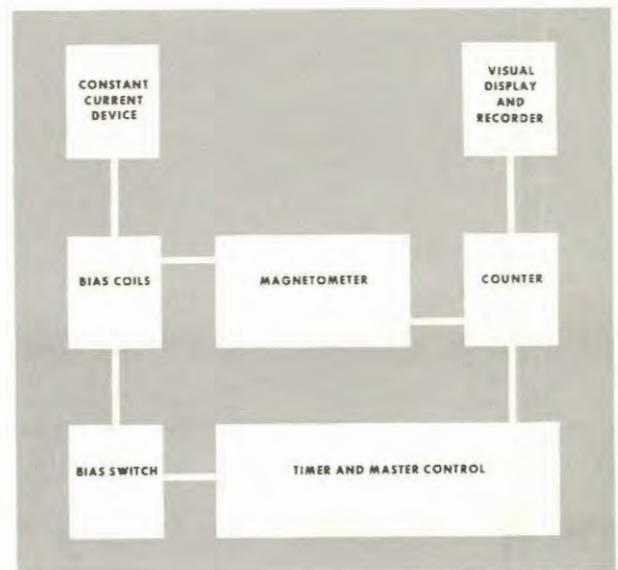 CONSTANT
CURRENT
DEVICE
VISUAL
DISPLAY
AND
RECORDER
BIAS COILS
MAGNETOMETER
COUNTER
BIAS SWITCH
TIMER AND MASTER CONTROL